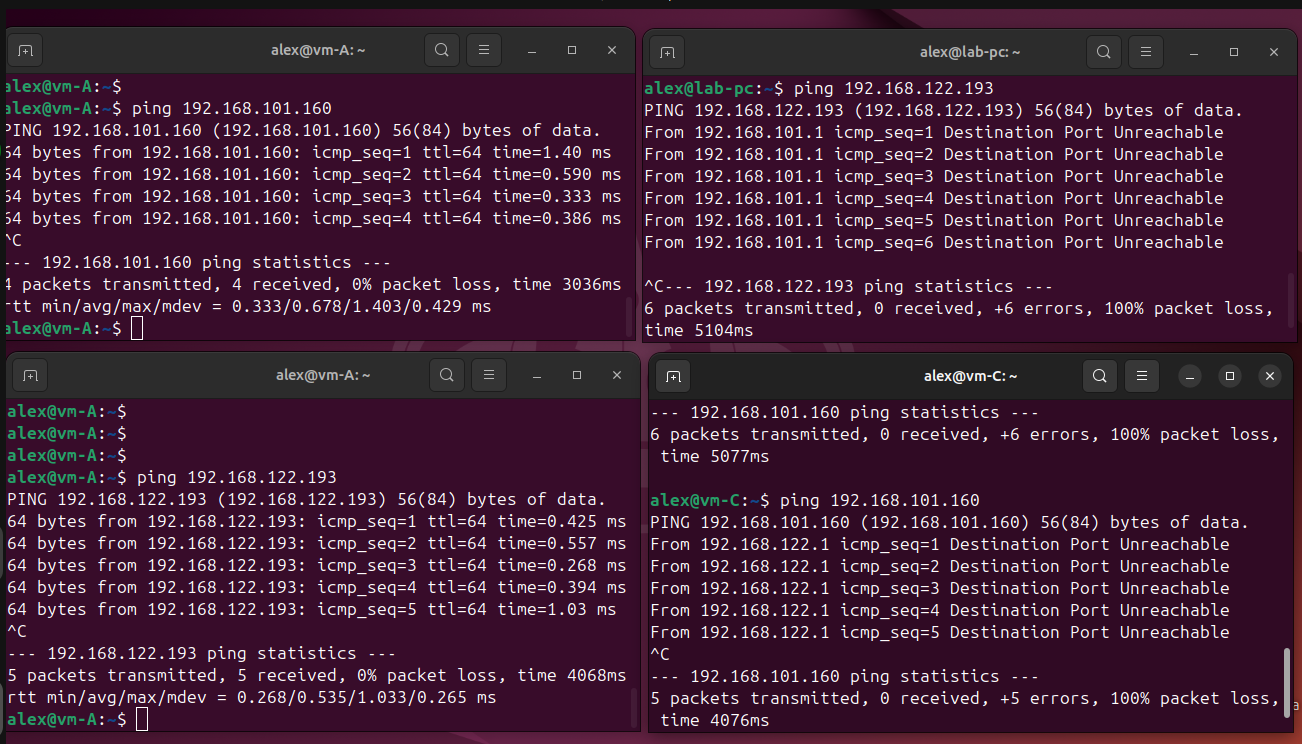 alex@vm-A: ~
alex@vm-A:~$
alex@vm-A:~$ ping 192.168.101.160
PING 192.168.101.160 (192.168.101.160) 56(84) bytes of data.
64 bytes from 192.168.101.160: icmp_seq=1 ttl=64 time=1.40 ms
64 bytes from 192.168.101.160: icmp_seq=2 ttl=64 time=0.590 ms
64 bytes from 192.168.101.160: icmp_seq=3 ttl=64 time=0.333 ms
64 bytes from 192.168.101.160: icmp_seq=4 ttl=64 time=0.386 ms
^C
--- 192.168.101.160 ping statistics ---
4 packets transmitted, 4 received, 0% packet loss, time 3036ms
rtt min/avg/max/mdev = 0.333/0.678/1.403/0.429 ms
alex@vm-A:~$
alex@lab-pc: ~
alex@lab-pc:~$ ping 192.168.122.193
PING 192.168.122.193 (192.168.122.193) 56(84) bytes of data.
From 192.168.101.1 icmp_seq=1 Destination Port Unreachable
From 192.168.101.1 icmp_seq=2 Destination Port Unreachable
From 192.168.101.1 icmp_seq=3 Destination Port Unreachable
From 192.168.101.1 icmp_seq=4 Destination Port Unreachable
From 192.168.101.1 icmp_seq=5 Destination Port Unreachable
From 192.168.101.1 icmp_seq=6 Destination Port Unreachable
^C--- 192.168.122.193 ping statistics ---
6 packets transmitted, 0 received, +6 errors, 100% packet loss,
time 5104ms
alex@vm-A: ~
alex@vm-A:~$
alex@vm-A:~$
alex@vm-A:~$
alex@vm-A:~$ ping 192.168.122.193
PING 192.168.122.193 (192.168.122.193) 56(84) bytes of data.
64 bytes from 192.168.122.193: icmp_seq=1 ttl=64 time=0.425 ms
64 bytes from 192.168.122.193: icmp_seq=2 ttl=64 time=0.557 ms
64 bytes from 192.168.122.193: icmp_seq=3 ttl=64 time=0.268 ms
64 bytes from 192.168.122.193: icmp_seq=4 ttl=64 time=0.394 ms
64 bytes from 192.168.122.193: icmp_seq=5 ttl=64 time=1.03 ms
^C
--- 192.168.122.193 ping statistics ---
5 packets transmitted, 5 received, 0% packet loss, time 4068ms
rtt min/avg/max/mdev = 0.268/0.535/1.033/0.265 ms
alex@vm-A:~$
alex@vm-C: ~
--- 192.168.101.160 ping statistics ---
6 packets transmitted, 0 received, +6 errors, 100% packet loss,
time 5077ms
alex@vm-C:~$ ping 192.168.101.160
PING 192.168.101.160 (192.168.101.160) 56(84) bytes of data.
From 192.168.122.1 icmp_seq=1 Destination Port Unreachable
From 192.168.122.1 icmp_seq=2 Destination Port Unreachable
From 192.168.122.1 icmp_seq=3 Destination Port Unreachable
From 192.168.122.1 icmp_seq=4 Destination Port Unreachable
From 192.168.122.1 icmp_seq=5 Destination Port Unreachable
^C
--- 192.168.101.160 ping statistics ---
5 packets transmitted, 0 received, +5 errors, 100% packet loss,
time 4076ms